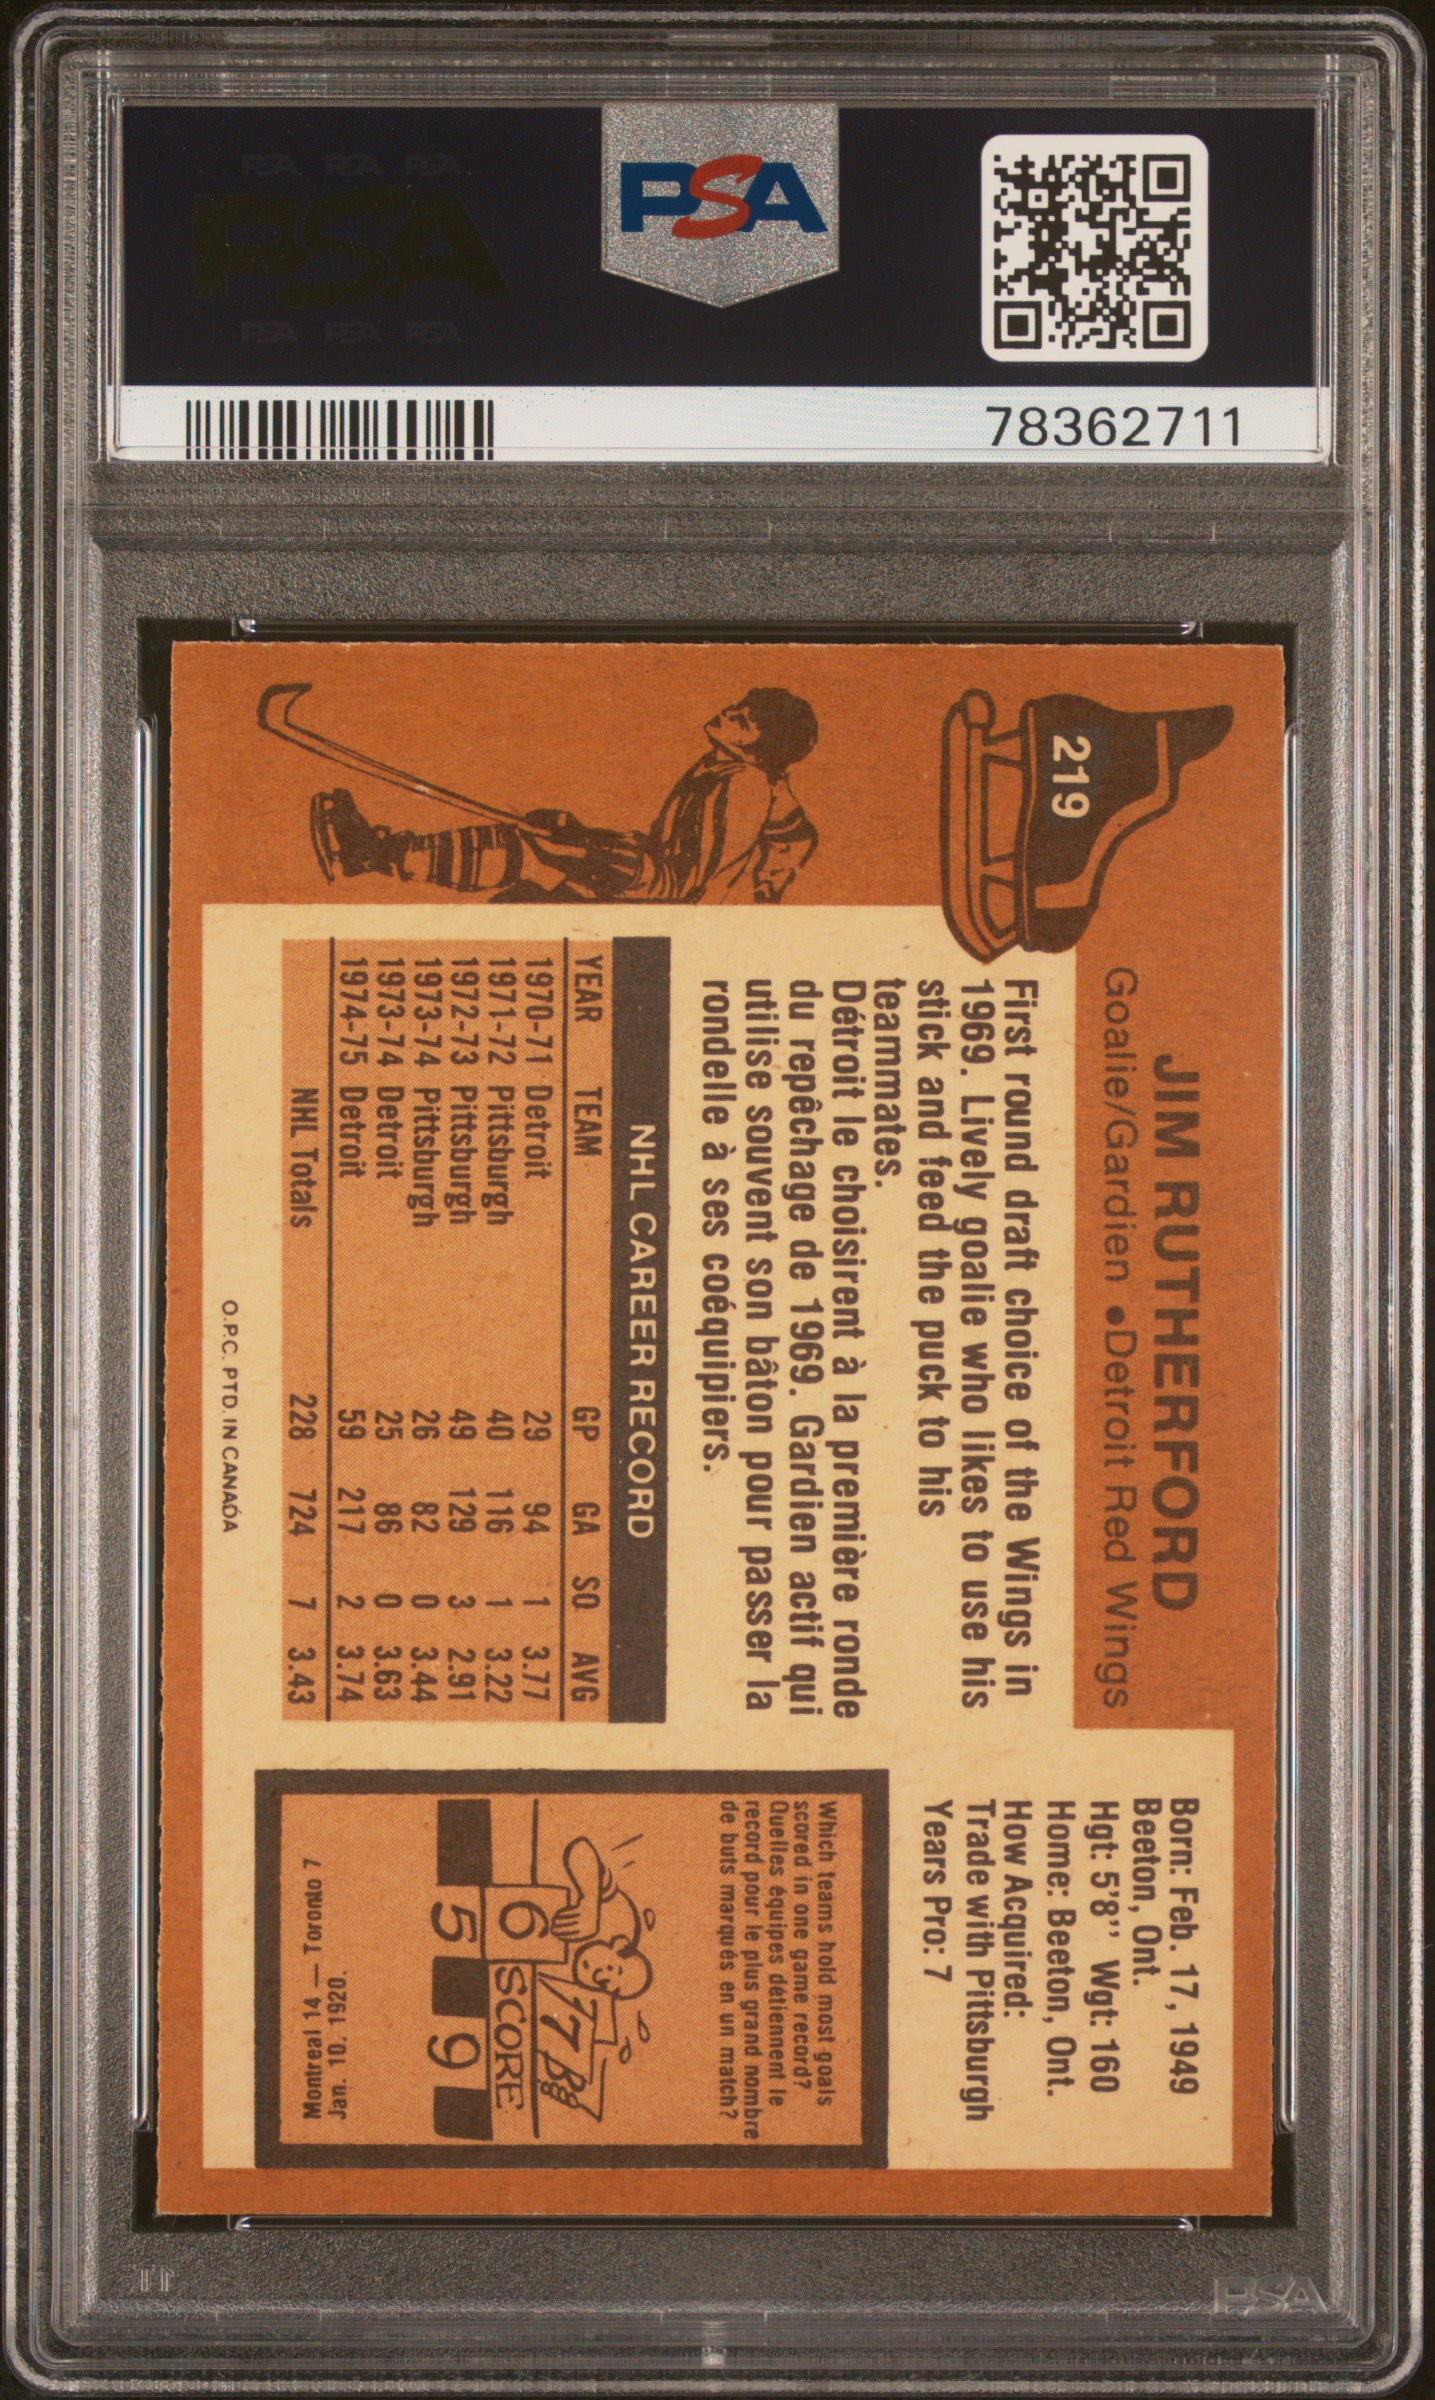 PSA PSA PSA
PSA
PSA PSA PSA
PSA
78362711
219
JIM RUTHERFORD
Goalie/Gardien •Detroit Red Wings
First round draft choice of the Wings in
1969. Lively goalie who likes to use his
stick and feed the puck to his
teammates.
Détroit le choisirent à la première ronde
du repêchage de 1969. Gardien actif qui
utilise souvent son bâton pour passer la
rondelle à ses coéquipiers.
NHL CAREER RECORD
YEAR TEAM GP GA SO AVG
1970-71 Detroit 29 94 1 3.77
1971-72 Pittsburgh 40 116 1 3.22
1972-73 Pittsburgh 49 129 3 2.91
1973-74 Pittsburgh 26 82 0 3.44
1973-74 Detroit 25 86 0 3.63
1974-75 Detroit 59 217 2 3.74
NHL Totals 228 724 7 3.43
O.P.C. PTD. IN CANADA
Born: Feb. 17, 1949
Beeton, Ont.
Hgt: 5'8" Wgt: 160
Home: Beeton, Ont.
How Acquired:
Trade with Pittsburgh
Years Pro: 7
Which teams hold most goals
scored in one game record?
Quelles équipes détiennent le
record pour le plus grand nombre
de buts marqués en un match?
6 SCORE
5 9
Jan. 10, 1920.
Montreal 14 — Toronto 7
PSA